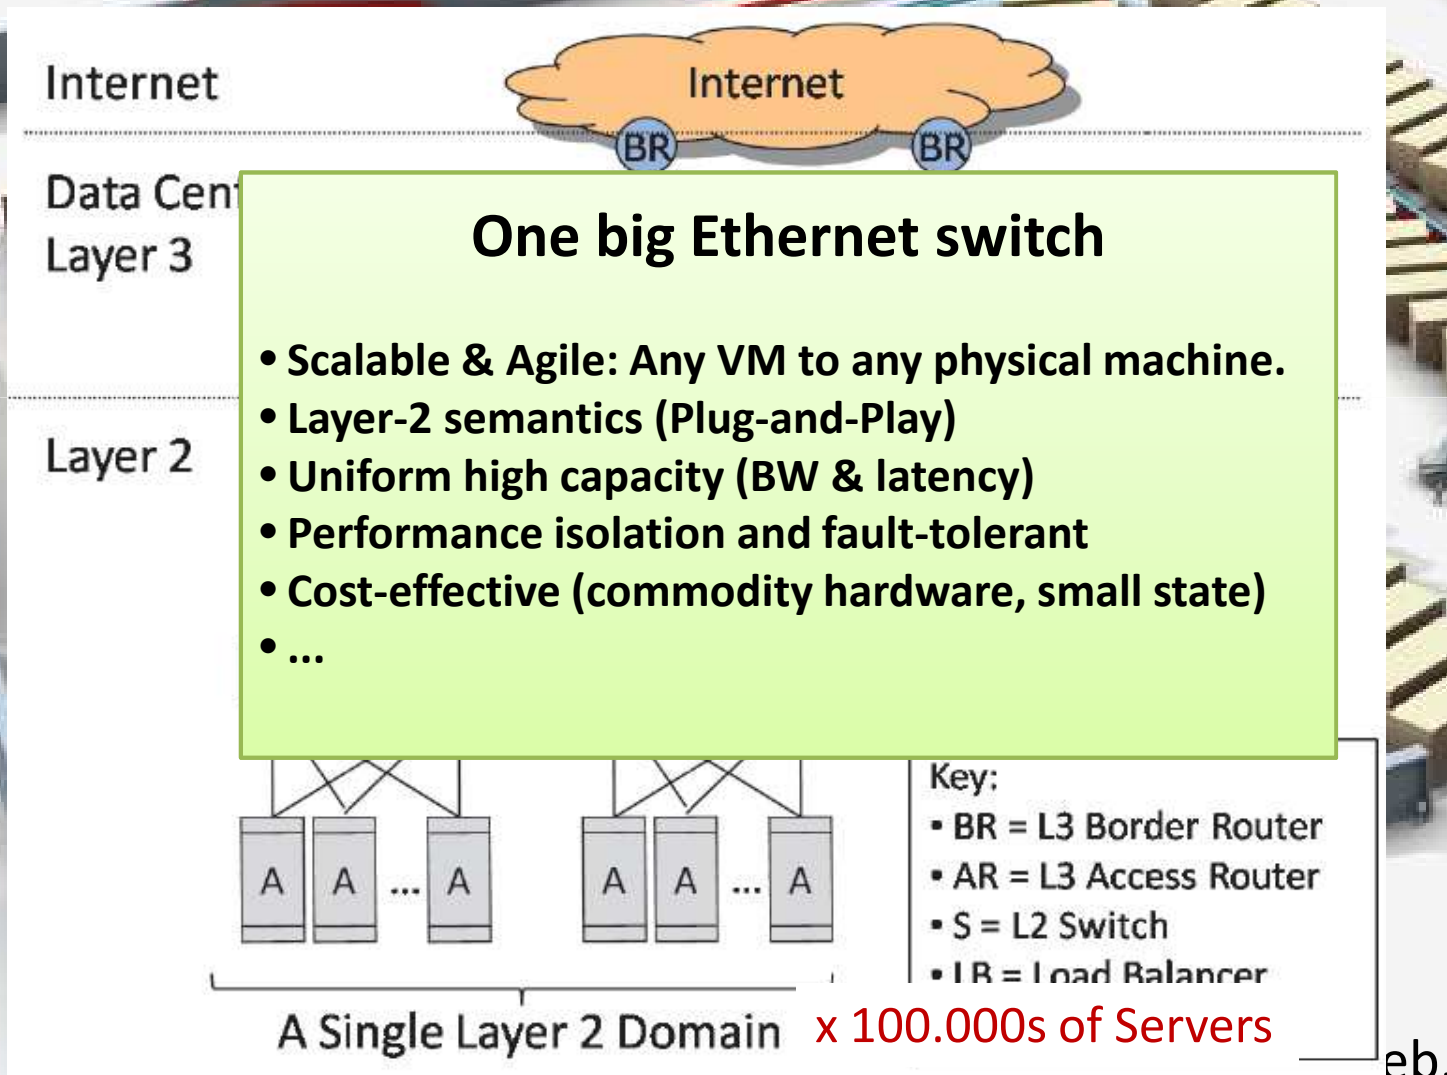 Internet
Internet
BR BR
Data Cent
Layer 3
One big Ethernet switch
• Scalable & Agile: Any VM to any physical machine.
• Layer-2 semantics (Plug-and-Play)
• Uniform high capacity (BW & latency)
• Performance isolation and fault-tolerant
• Cost-effective (commodity hardware, small state)
• ...
Layer 2
Key:
• BR = L3 Border Router
• AR = L3 Access Router
• S = L2 Switch
• LB = Load Balancer
A A ... A A A ... A
A Single Layer 2 Domain
x 100.000s of Servers
eb.